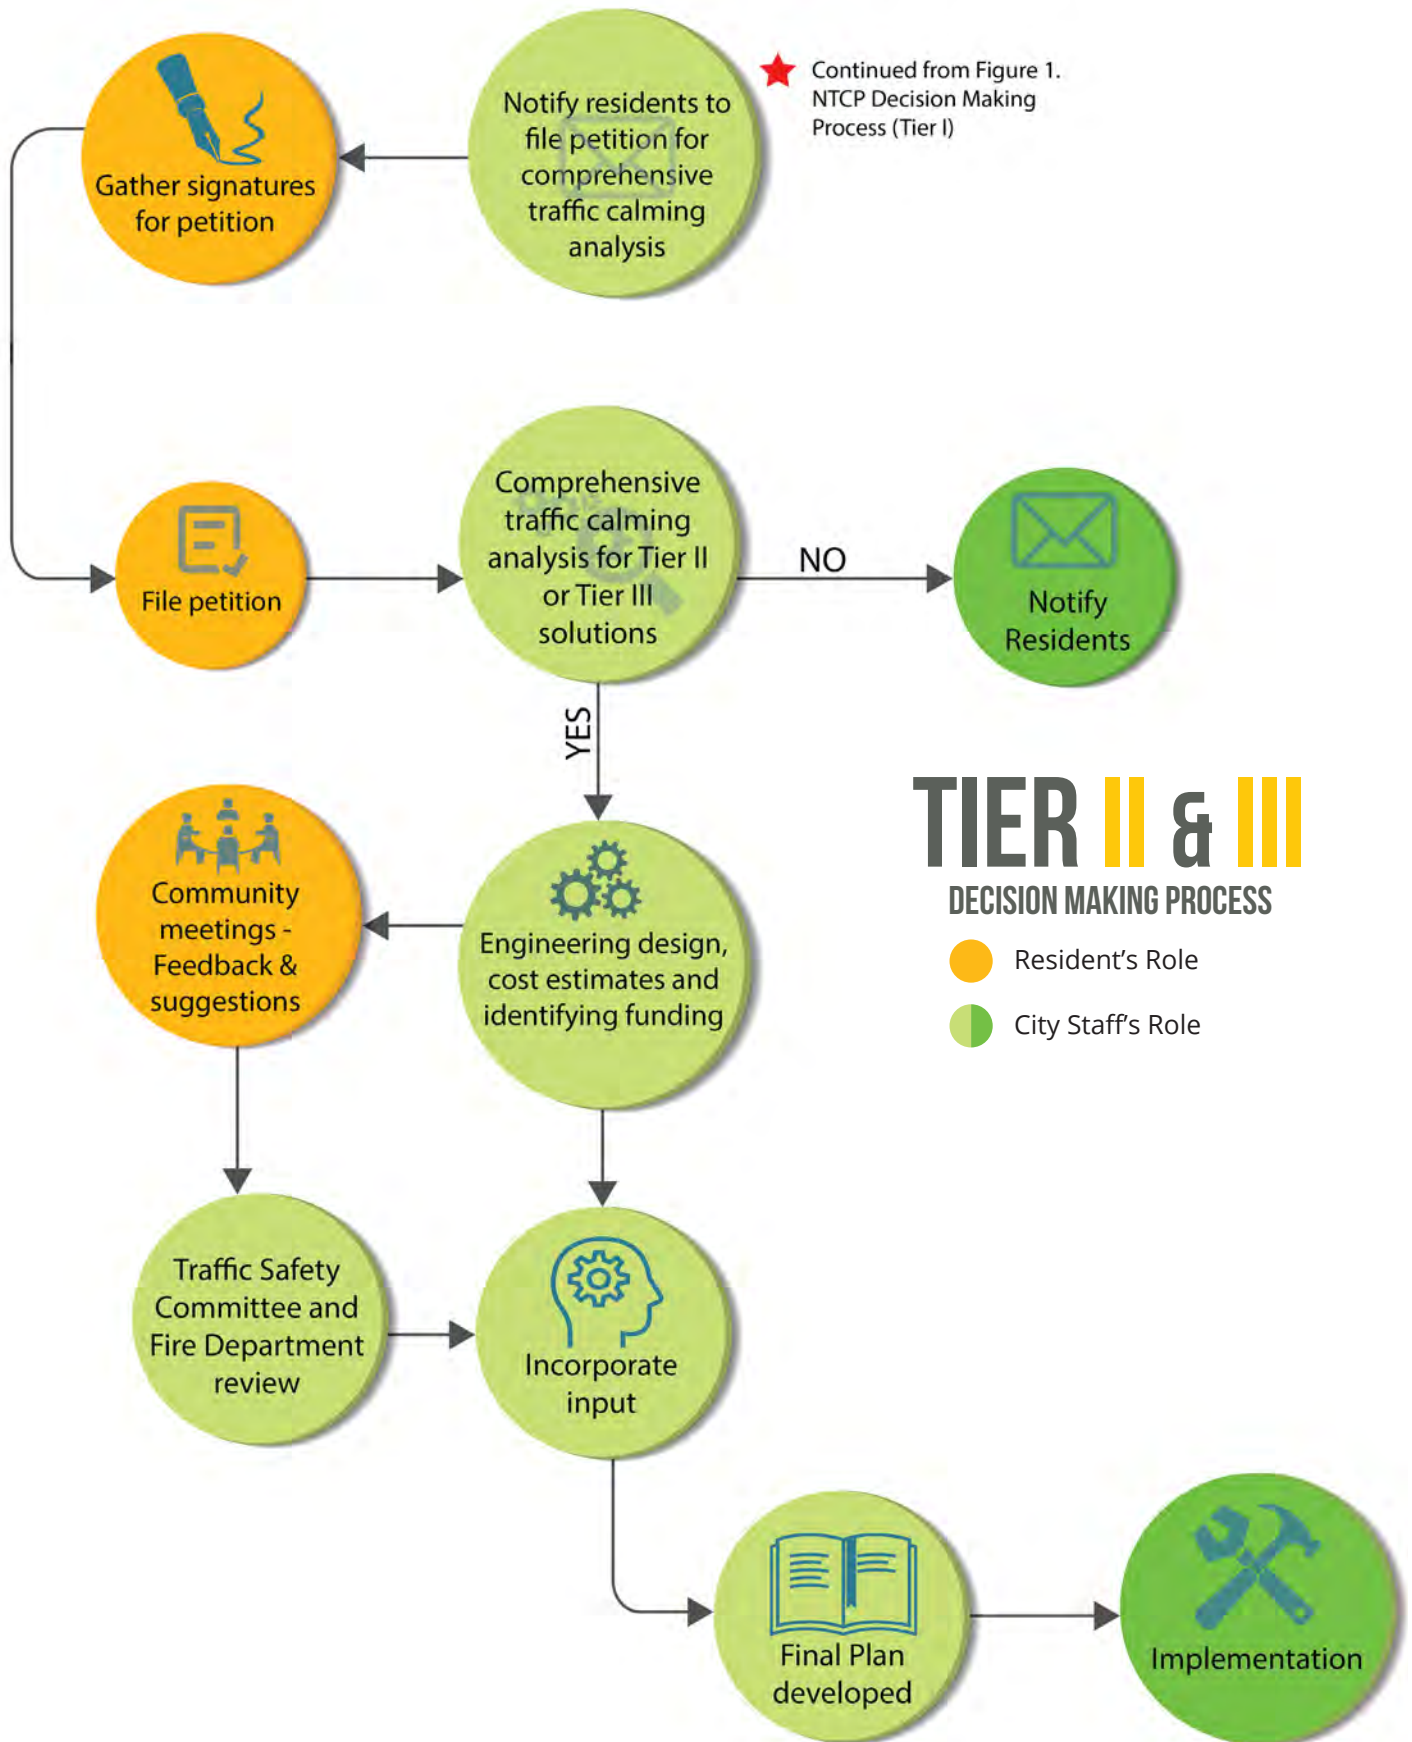 Notify residents to
file petition for
comprehensive
traffic calming
analysis
Continued from Figure 1.
NTCP Decision Making
Process (Tier I)
Gather signatures
for petition
File petition
Comprehensive
traffic calming
analysis for Tier II
or Tier III
solutions
NO
Notify
Residents
YES
TIER II & III
DECISION MAKING PROCESS
Resident's Role
City Staff's Role
Community
meetings -
Feedback &
suggestions
Engineering design,
cost estimates and
identifying funding
Traffic Safety
Committee and
Fire Department
review
Incorporate
input
Final Plan
developed
Implementation